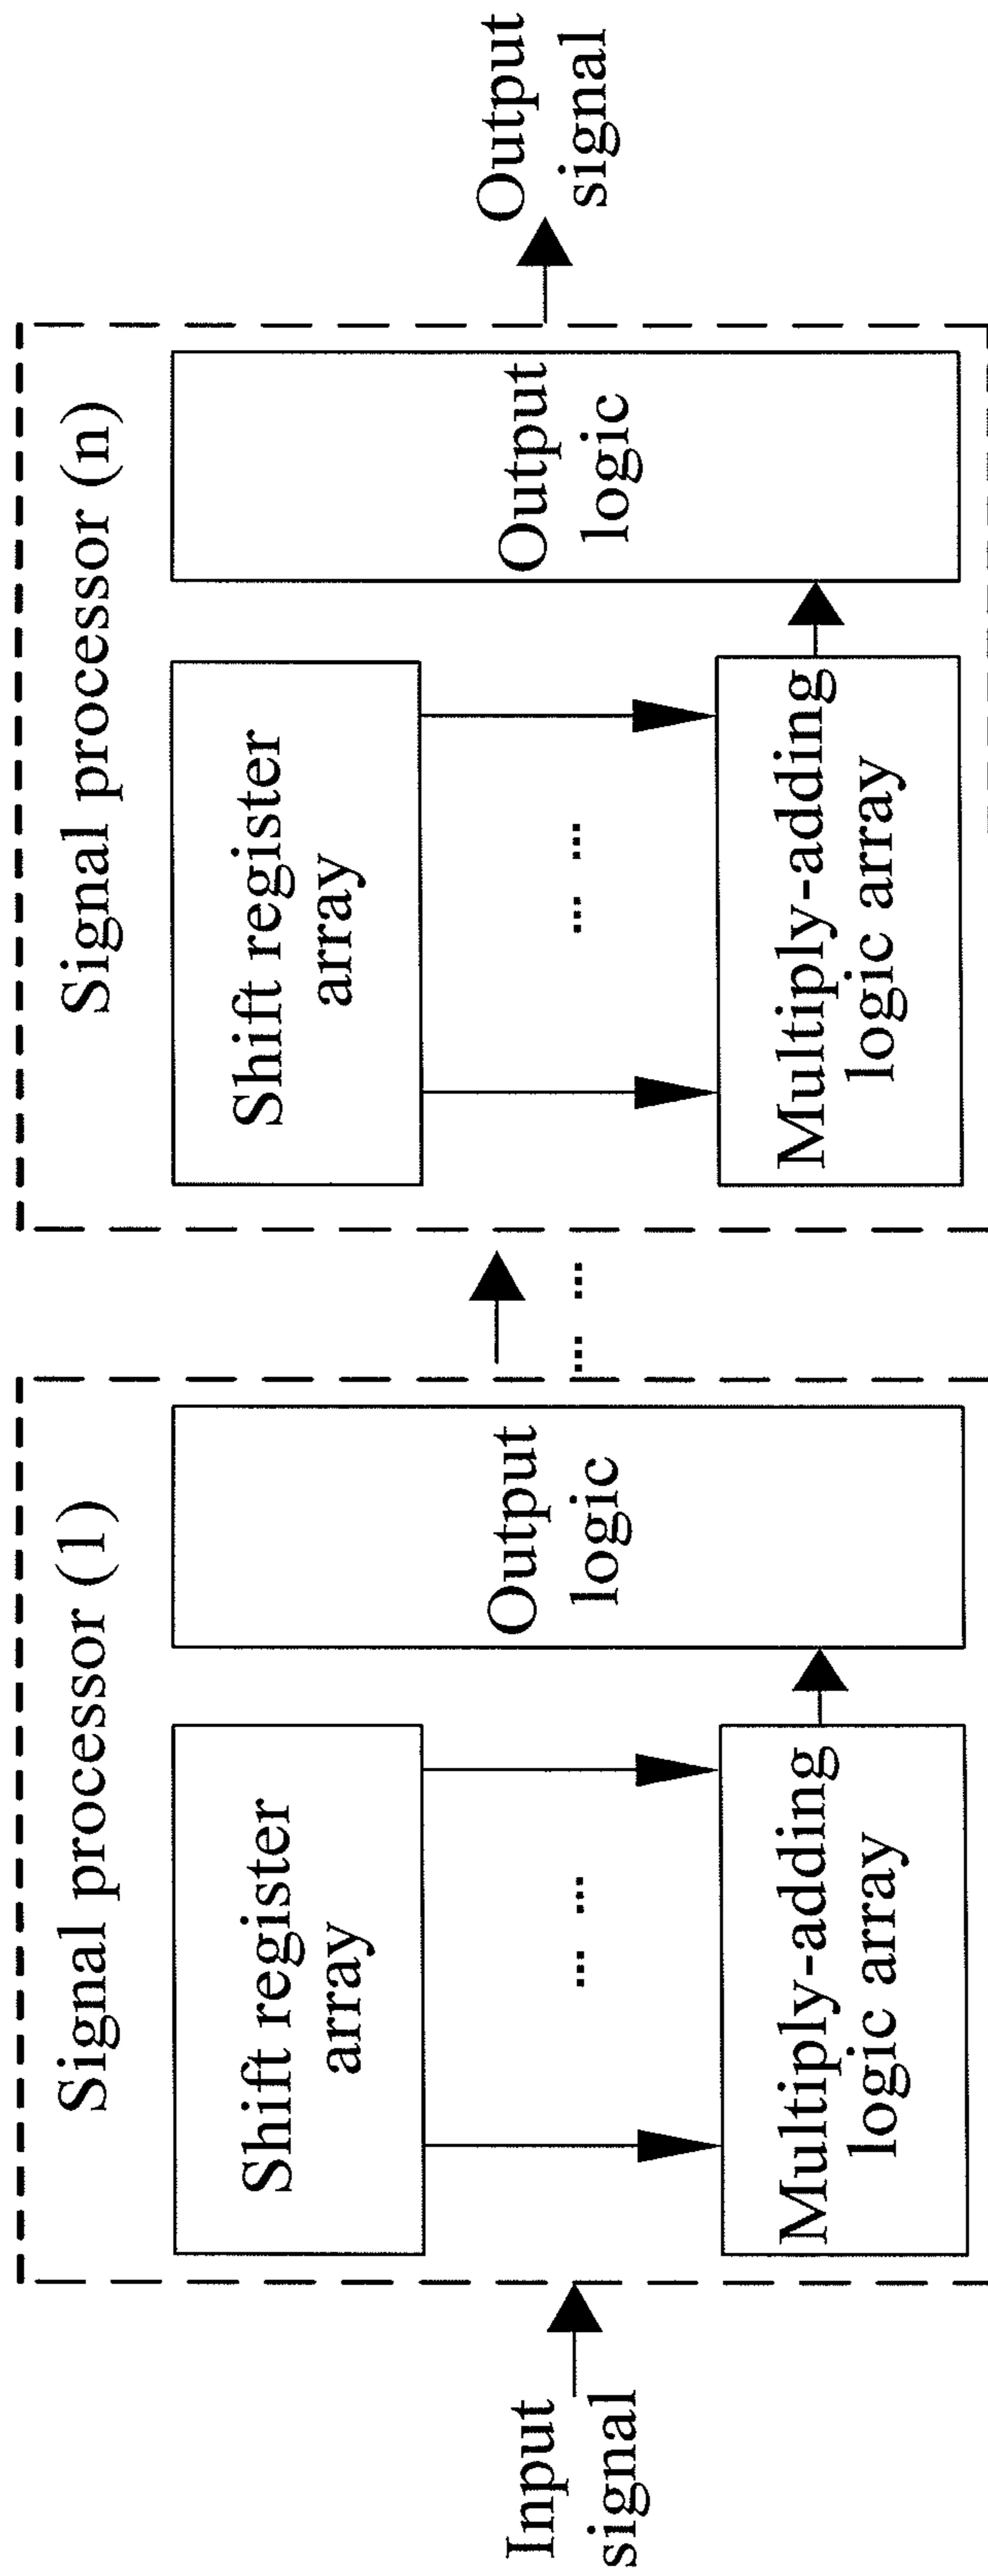 Input
signal
Signal processor (1)
Shift register
array
... ...
Multiply-adding
logic array
Output
logic
... ...
Signal processor (n)
Shift register
array
... ...
Multiply-adding
logic array
Output
logic
Output
signal